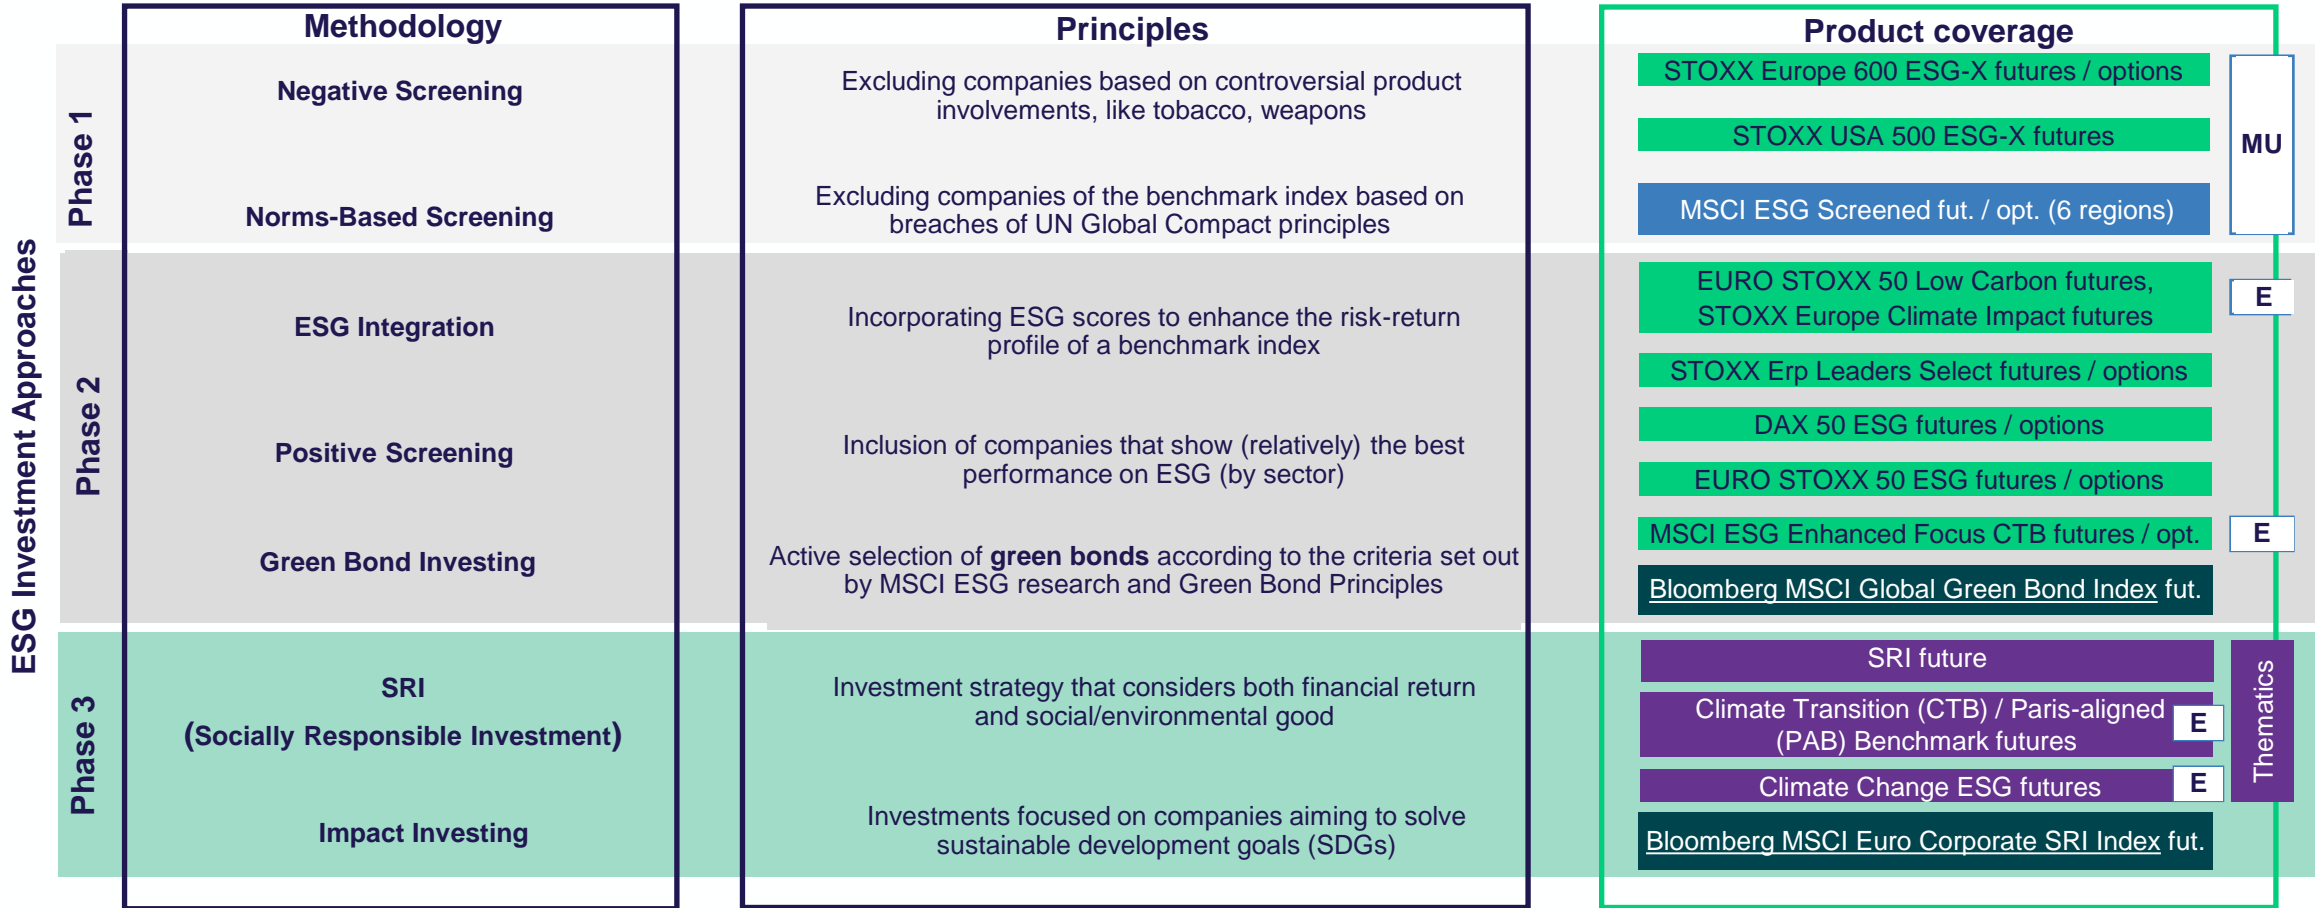 Methodology
Principles
Product coverage
ESG Investment Approaches
Phase 1
Negative Screening
Excluding companies based on controversial product
involvements, like tobacco, weapons
STOXX Europe 600 ESG-X futures / options
STOXX USA 500 ESG-X futures
MU
Norms-Based Screening
Excluding companies of the benchmark index based on
breaches of UN Global Compact principles
MSCI ESG Screened fut. / opt. (6 regions)
Phase 2
ESG Integration
Incorporating ESG scores to enhance the risk-return
profile of a benchmark index
EURO STOXX 50 Low Carbon futures,
STOXX Europe Climate Impact futures
E
STOXX Erp Leaders Select futures / options
DAX 50 ESG futures / options
Positive Screening
Inclusion of companies that show (relatively) the best
performance on ESG (by sector)
EURO STOXX 50 ESG futures / options
MSCI ESG Enhanced Focus CTB futures / opt.
E
Green Bond Investing
Active selection of green bonds according to the criteria set out
by MSCI ESG research and Green Bond Principles
Bloomberg MSCI Global Green Bond Index fut.
Phase 3
SRI
(Socially Responsible Investment)
Investment strategy that considers both financial return
and social/environmental good
SRI future
Climate Transition (CTB) / Paris-aligned
(PAB) Benchmark futures
E
Climate Change ESG futures
E
Thematics
Impact Investing
Investments focused on companies aiming to solve
sustainable development goals (SDGs)
Bloomberg MSCI Euro Corporate SRI Index fut.